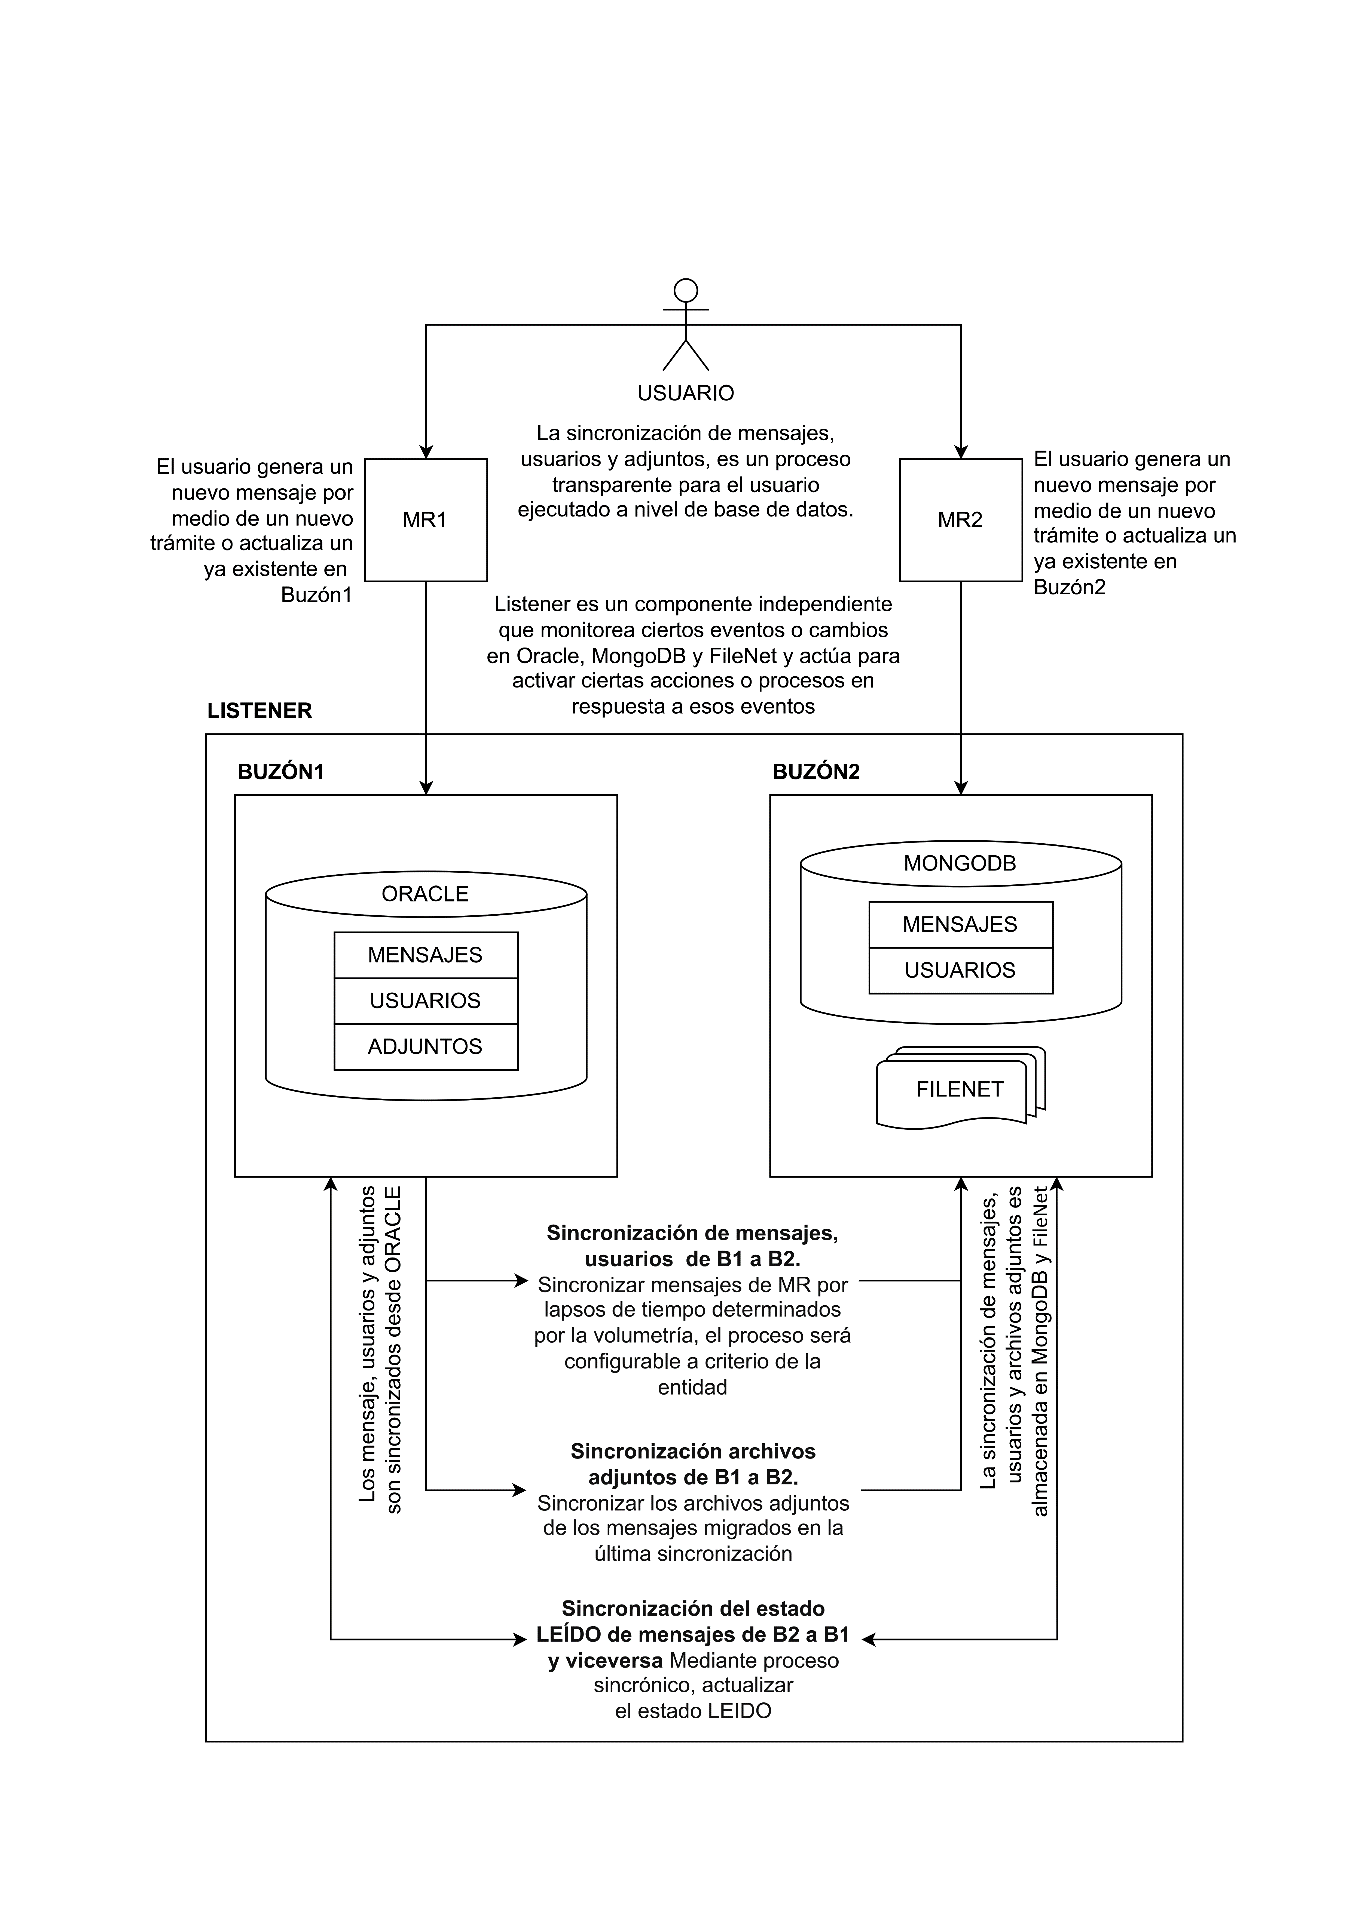 USUARIO
La sincronización de mensajes,
usuarios y adjuntos, es un proceso
transparente para el usuario
ejecutado a nivel de base de datos.
El usuario genera un
nuevo mensaje por
medio de un nuevo
trámite o actualiza un
ya existente en
Buzón1
MR1
MR2
El usuario genera un
nuevo mensaje por
medio de un nuevo
trámite o actualiza un
ya existente en
Buzón2
Listener es un componente independiente
que monitorea ciertos eventos o cambios
en Oracle, MongoDB y FileNet y actúa para
activar ciertas acciones o procesos en
respuesta a esos eventos
LISTENER
BUZÓN1
ORACLE
MENSAJES
USUARIOS
ADJUNTOS
BUZÓN2
MONGODB
MENSAJES
USUARIOS
FILENET
Los mensaje, usuarios y adjuntos
son sincronizados desde ORACLE
Sincronización de mensajes,
usuarios de B1 a B2.
Sincronizar mensajes de MR por
lapsos de tiempo determinados
por la volumetría, el proceso será
configurable a criterio de la
entidad
Sincronización archivos
adjuntos de B1 a B2.
Sincronizar los archivos adjuntos
de los mensajes migrados en la
última sincronización
Sincronización del estado
LEÍDO de mensajes de B2 a B1
y viceversa Mediante proceso
sincrónico, actualizar
el estado LEIDO
La sincronización de mensajes,
usuarios y archivos adjuntos es
almacenada en MongoDB y FileNet